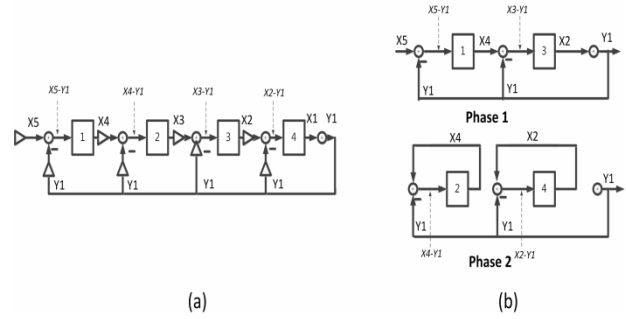 X5-Y1 X4-Y1 X3-Y1 X2-Y1
X5 1 X4 2 X3 3 X2 4 X1 Y1
Y1 Y1 Y1 Y1
(a)
X5-Y1 X3-Y1
X5 1 X4 3 X2 Y1
Y1 Y1
Phase 1
X4 X2
2 4 Y1
Y1 Y1
X4-Y1 X2-Y1
Phase 2
(b)